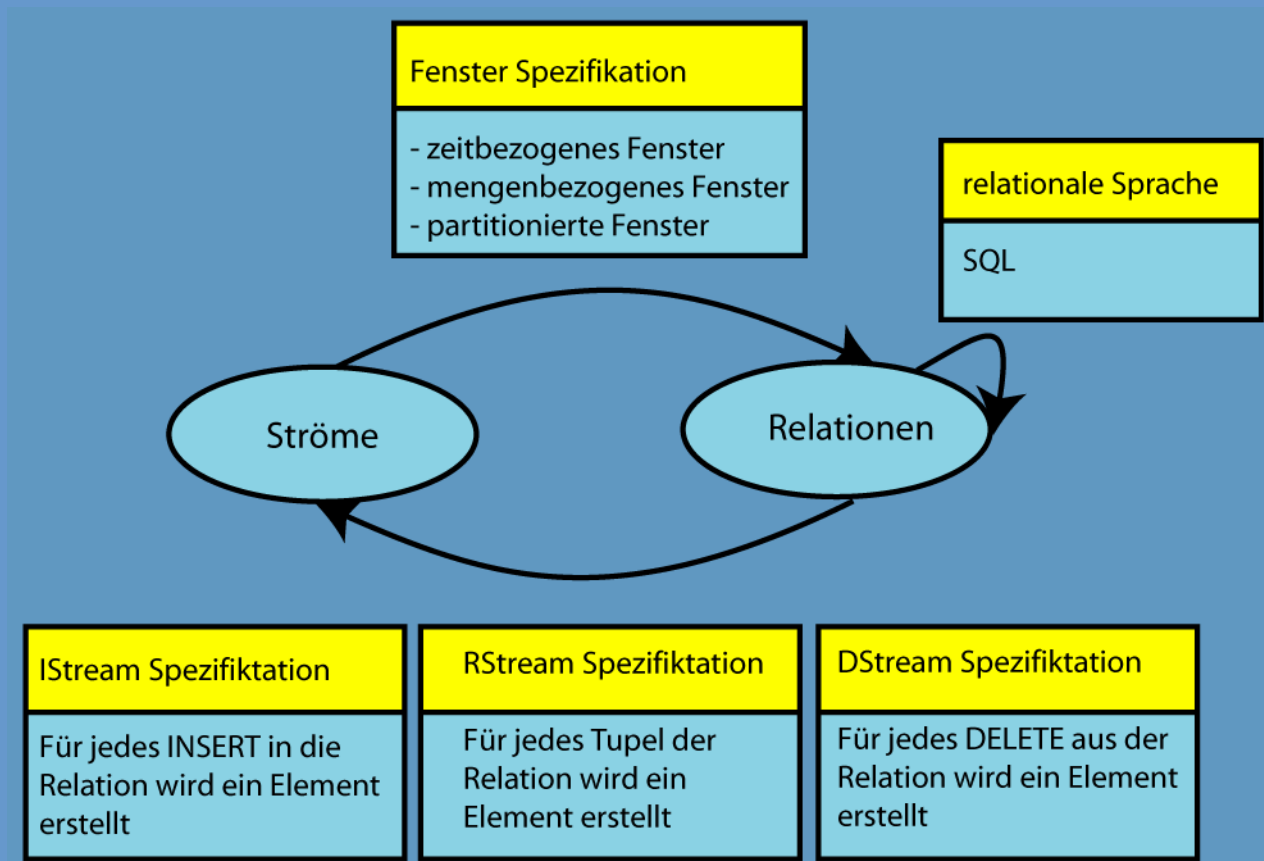 Fenster Spezifikation
- zeitbezogenes Fenster
- mengenbezogenes Fenster
- partitionierte Fenster
relationale Sprache
SQL
Ströme
Relationen
IStream Spezifiktation
Für jedes INSERT in die
Relation wird ein Element
erstellt
RStream Spezifiktation
Für jedes Tupel der
Relation wird ein
Element erstellt
DStream Spezifiktation
Für jedes DELETE aus der
Relation wird ein Element
erstellt